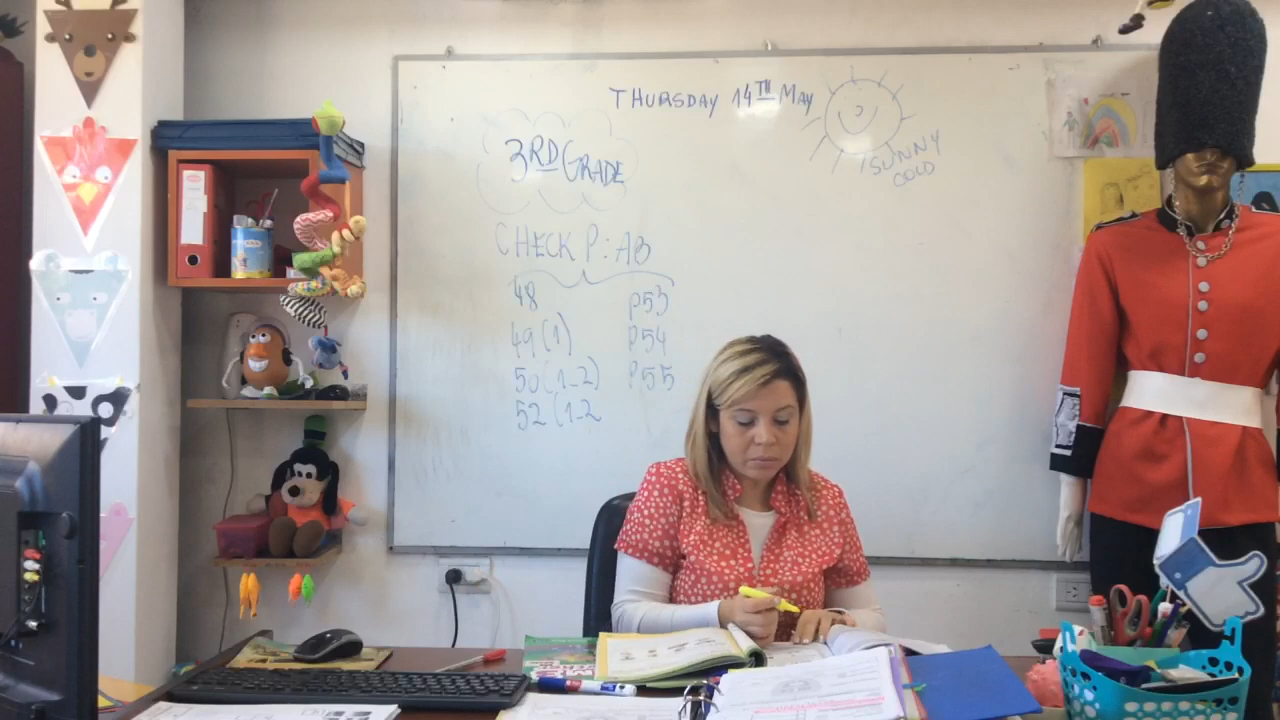 THURSDAY 14TH MAY
SUNNY
COLD
3RD GRADE
CHECK P: AB
48 P53
49 (1) P54
50 (1-2) P55
52 (1-2